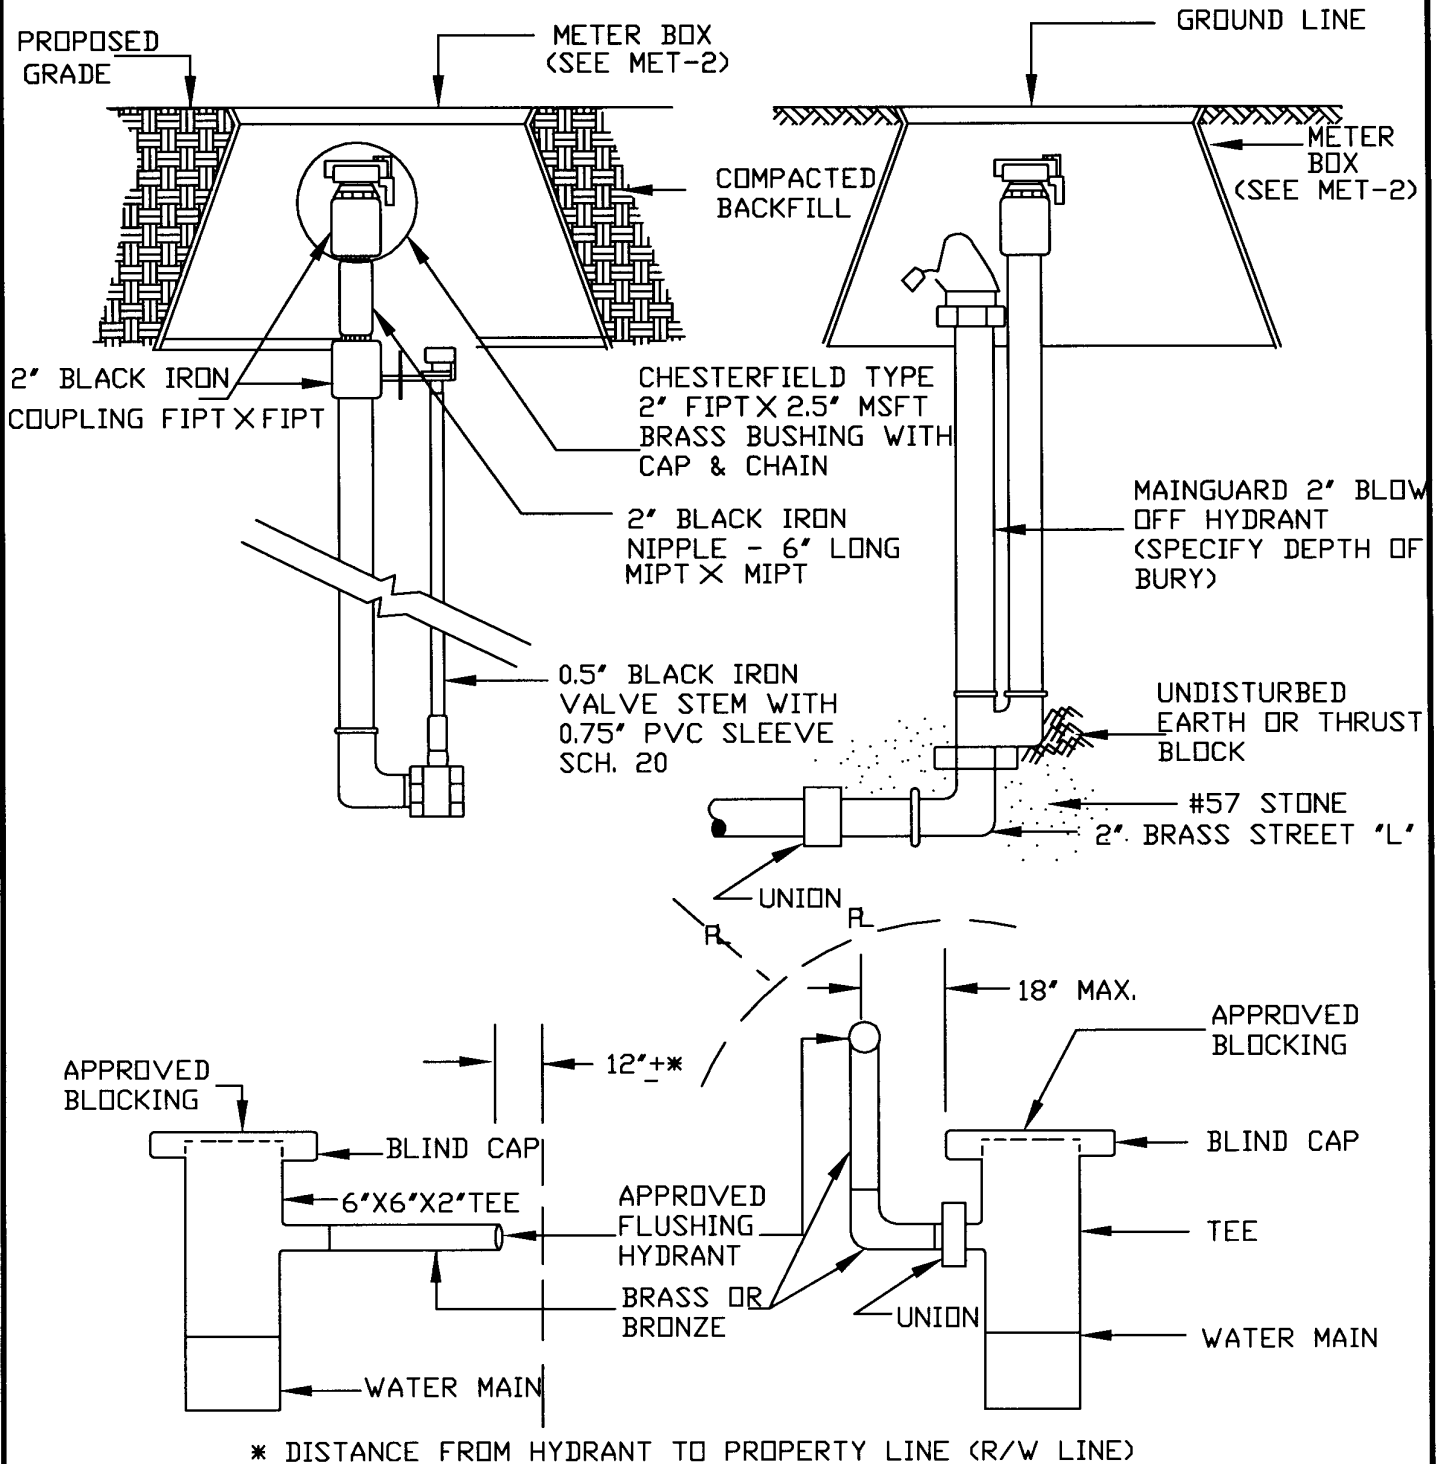 PROPOSED
GRADE
METER BOX
(SEE MET-2)
GROUND LINE
COMPACTED
BACKFILL
METER
BOX
(SEE MET-2)
2" BLACK IRON
COUPLING FIPT X FIPT
CHESTERFIELD TYPE
2" FIPT X 2.5" MSFT
BRASS BUSHING WITH
CAP & CHAIN
2" BLACK IRON
NIPPLE - 6" LONG
MIPT X MIPT
MAINGUARD 2" BLOW
OFF HYDRANT
(SPECIFY DEPTH OF
BURY)
0.5" BLACK IRON
VALVE STEM WITH
0.75" PVC SLEEVE
SCH. 20
UNDISTURBED
EARTH OR THRUST
BLOCK
#57 STONE
2" BRASS STREET "L"
UNION
PL
PL
18" MAX.
12"±*
APPROVED
BLOCKING
APPROVED
BLOCKING
BLIND CAP
BLIND CAP
6"X6"X2"TEE
APPROVED
FLUSHING
HYDRANT
TEE
BRASS OR
BRONZE
UNION
WATER MAIN
WATER MAIN
* DISTANCE FROM HYDRANT TO PROPERTY LINE (R/W LINE)